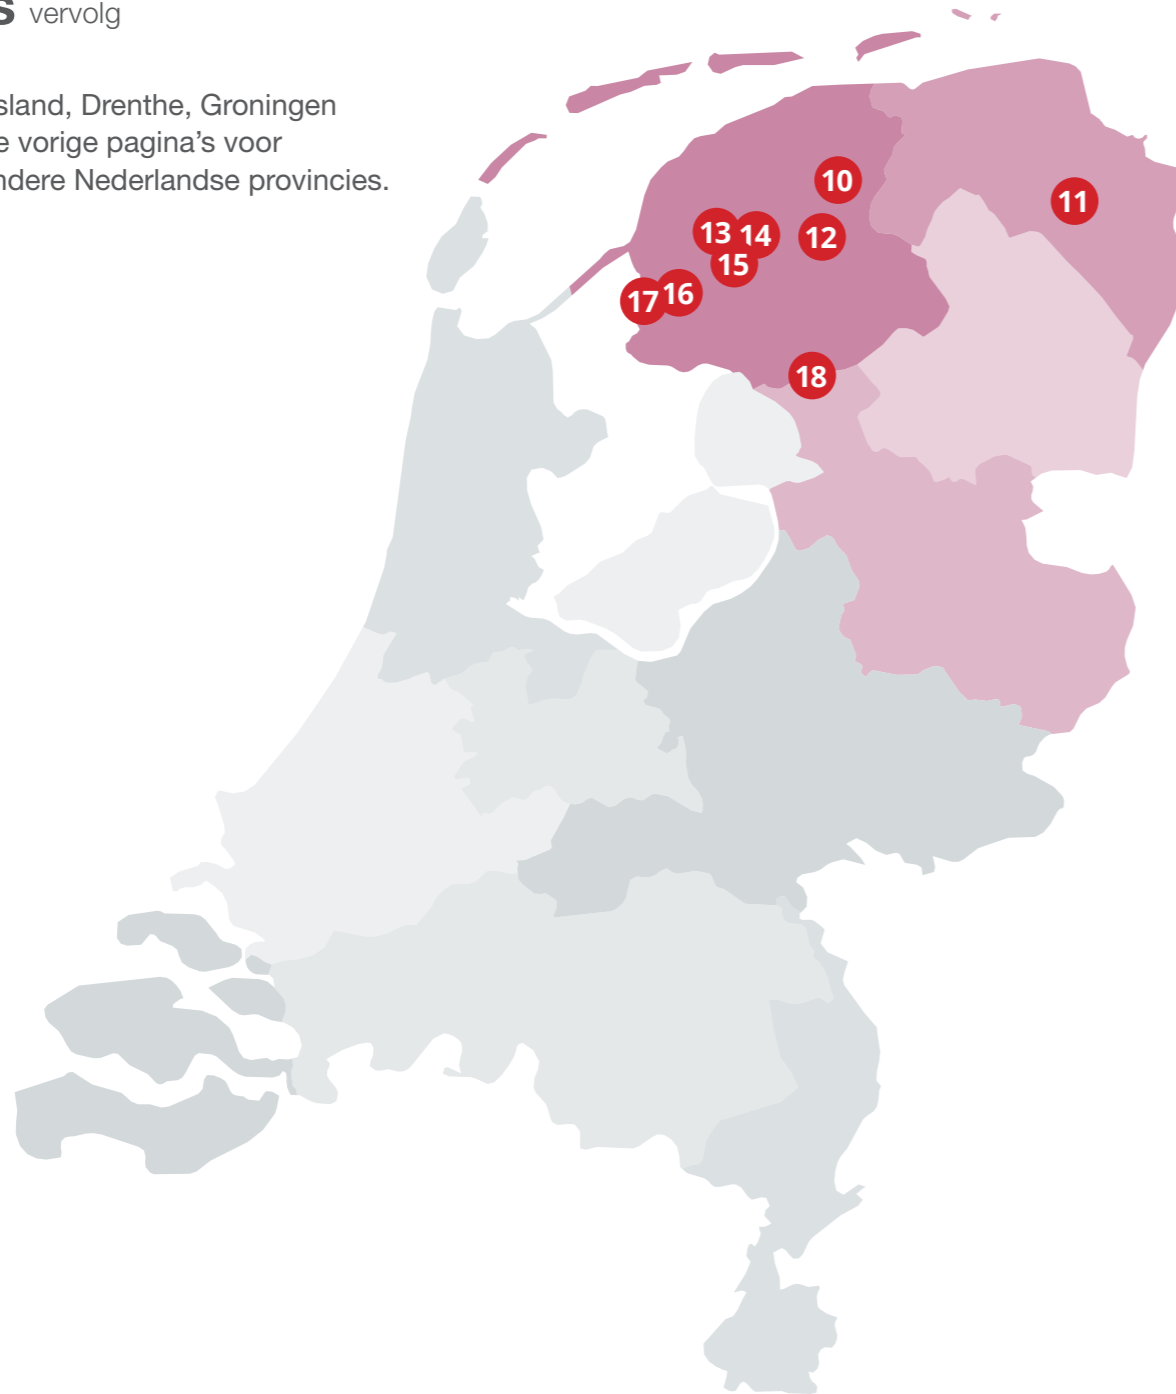 s vervolg
sland, Drenthe, Groningen
e vorige pagina's voor
ndere Nederlandse provincies.
10
11
13 14 12
15
17 16
18